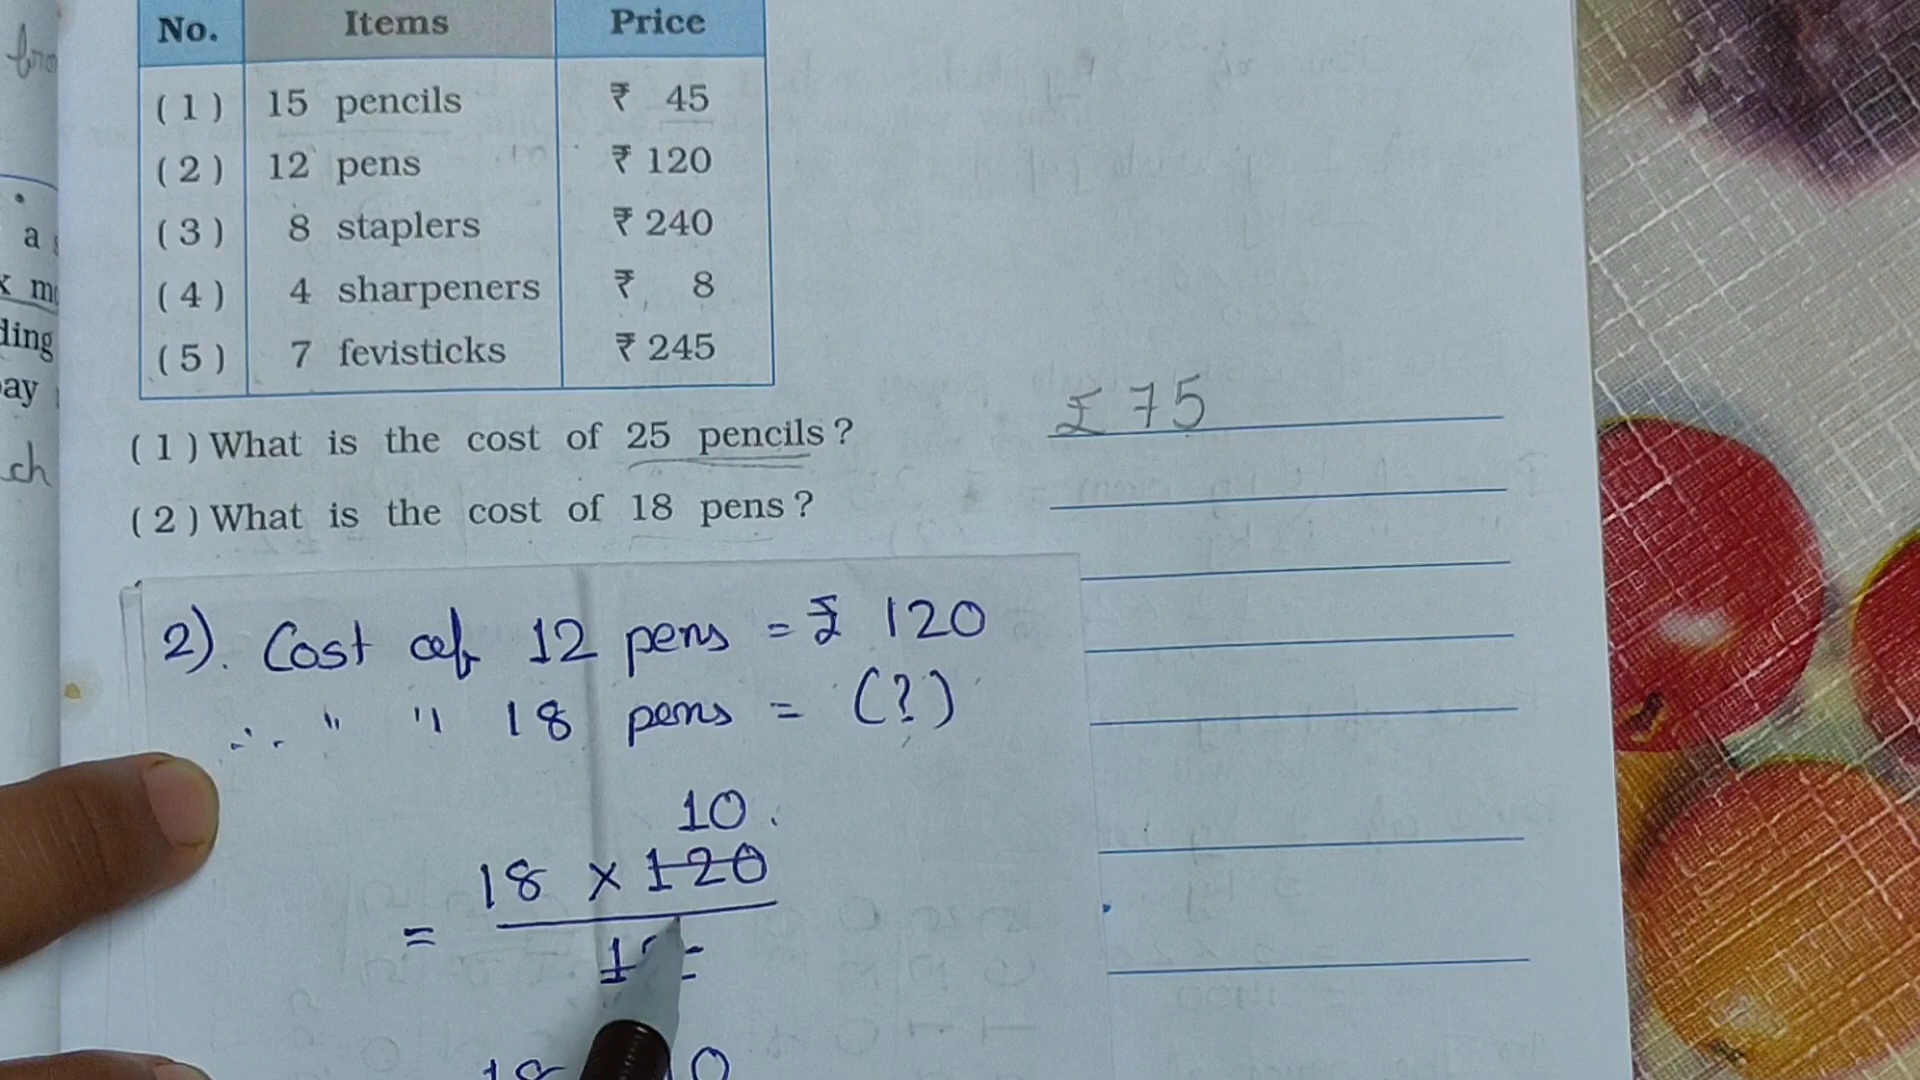 No. Items Price
( 1 ) 15 pencils ₹ 45
( 2 ) 12 pens ₹ 120
( 3 ) 8 staplers ₹ 240
( 4 ) 4 sharpeners ₹ 8
( 5 ) 7 fevisticks ₹ 245
( 1 ) What is the cost of 25 pencils ? ₹ 75
( 2 ) What is the cost of 18 pens ?
2). Cost of 12 pens = ₹ 120
∴ " " 18 pens = (?)
10
18 × 120
=
a
ch